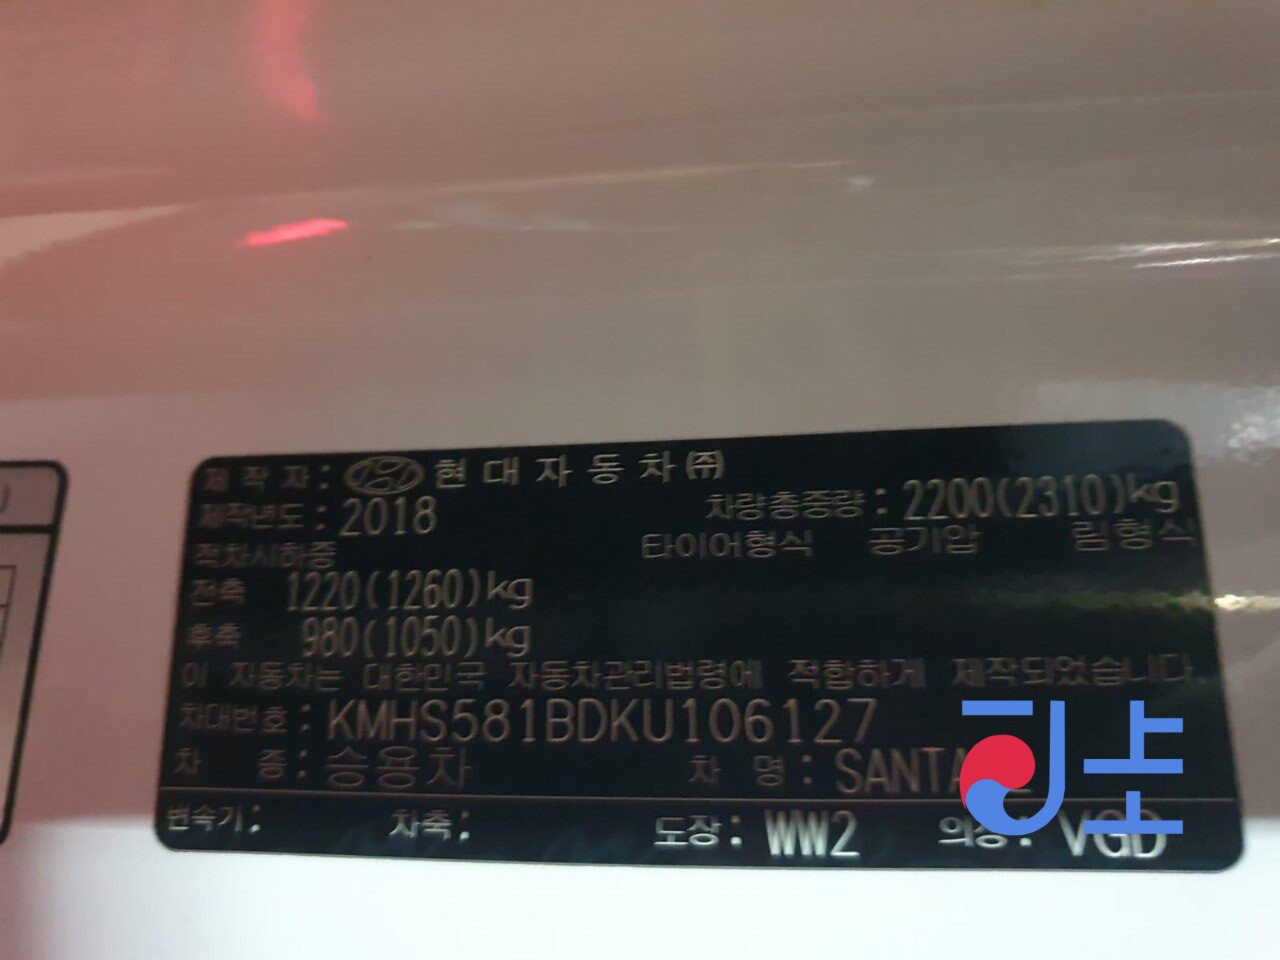 제 작 자 : 현 대 자 동 차 ㈜
제작년도 : 2018 차량총중량 : 2200(2310)kg
적차시하중 타이어형식 공기압 림형식
전축 1220(1260)kg
후축 980(1050)kg
이 자동차는 대한민국 자동차관리법령에 적합하게 제작되었습니다.
차대번호 : KMHS581BDKU106127
차 종 : 승용차 차 명 : SANTA
변속기 : 차축 : 도장 : WW2 의장 : VGD